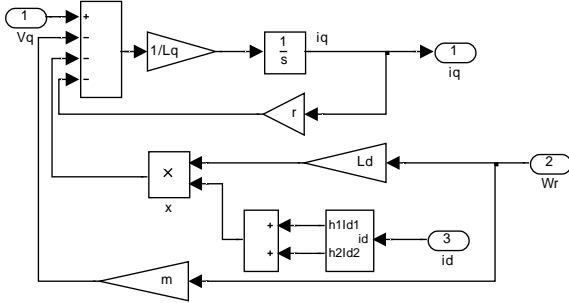 1
Vq
+
−
−
−
1/Lq
1
s
iq
1
iq
r
Ld
2
Wr
×
x
+
+
h1Id1
id
h2Id2
3
id
m